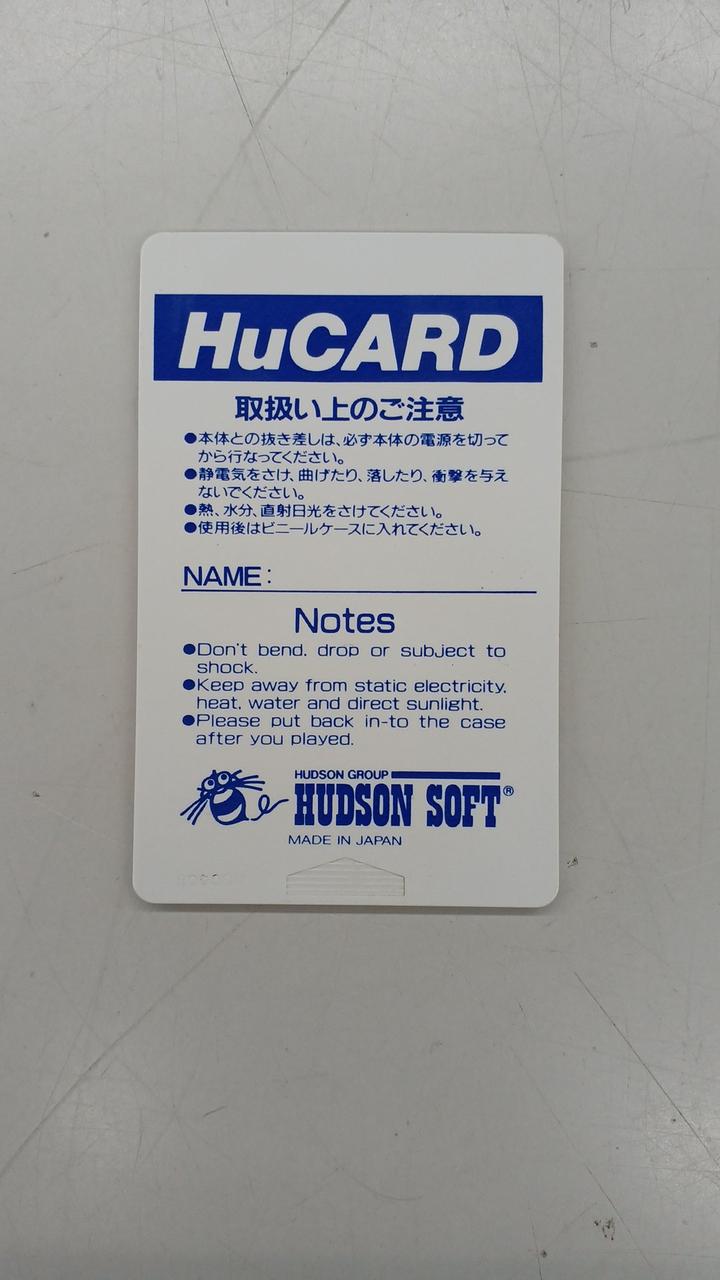 HuCARD
取扱い上のご注意
●本体との抜き差しは、必ず本体の電源を切って
から行なってください。
●静電気をさけ、曲げたり、落したり、衝撃を与え
ないでください。
●熱、水分、直射日光をさけてください。
●使用後はビニールケースに入れてください。
NAME:
Notes
●Don't bend, drop or subject to
shock.
●Keep away from static electricity,
heat, water and direct sunlight.
●Please put back in-to the case
after you played.
HUDSON GROUP
HUDSON SOFT®
MADE IN JAPAN